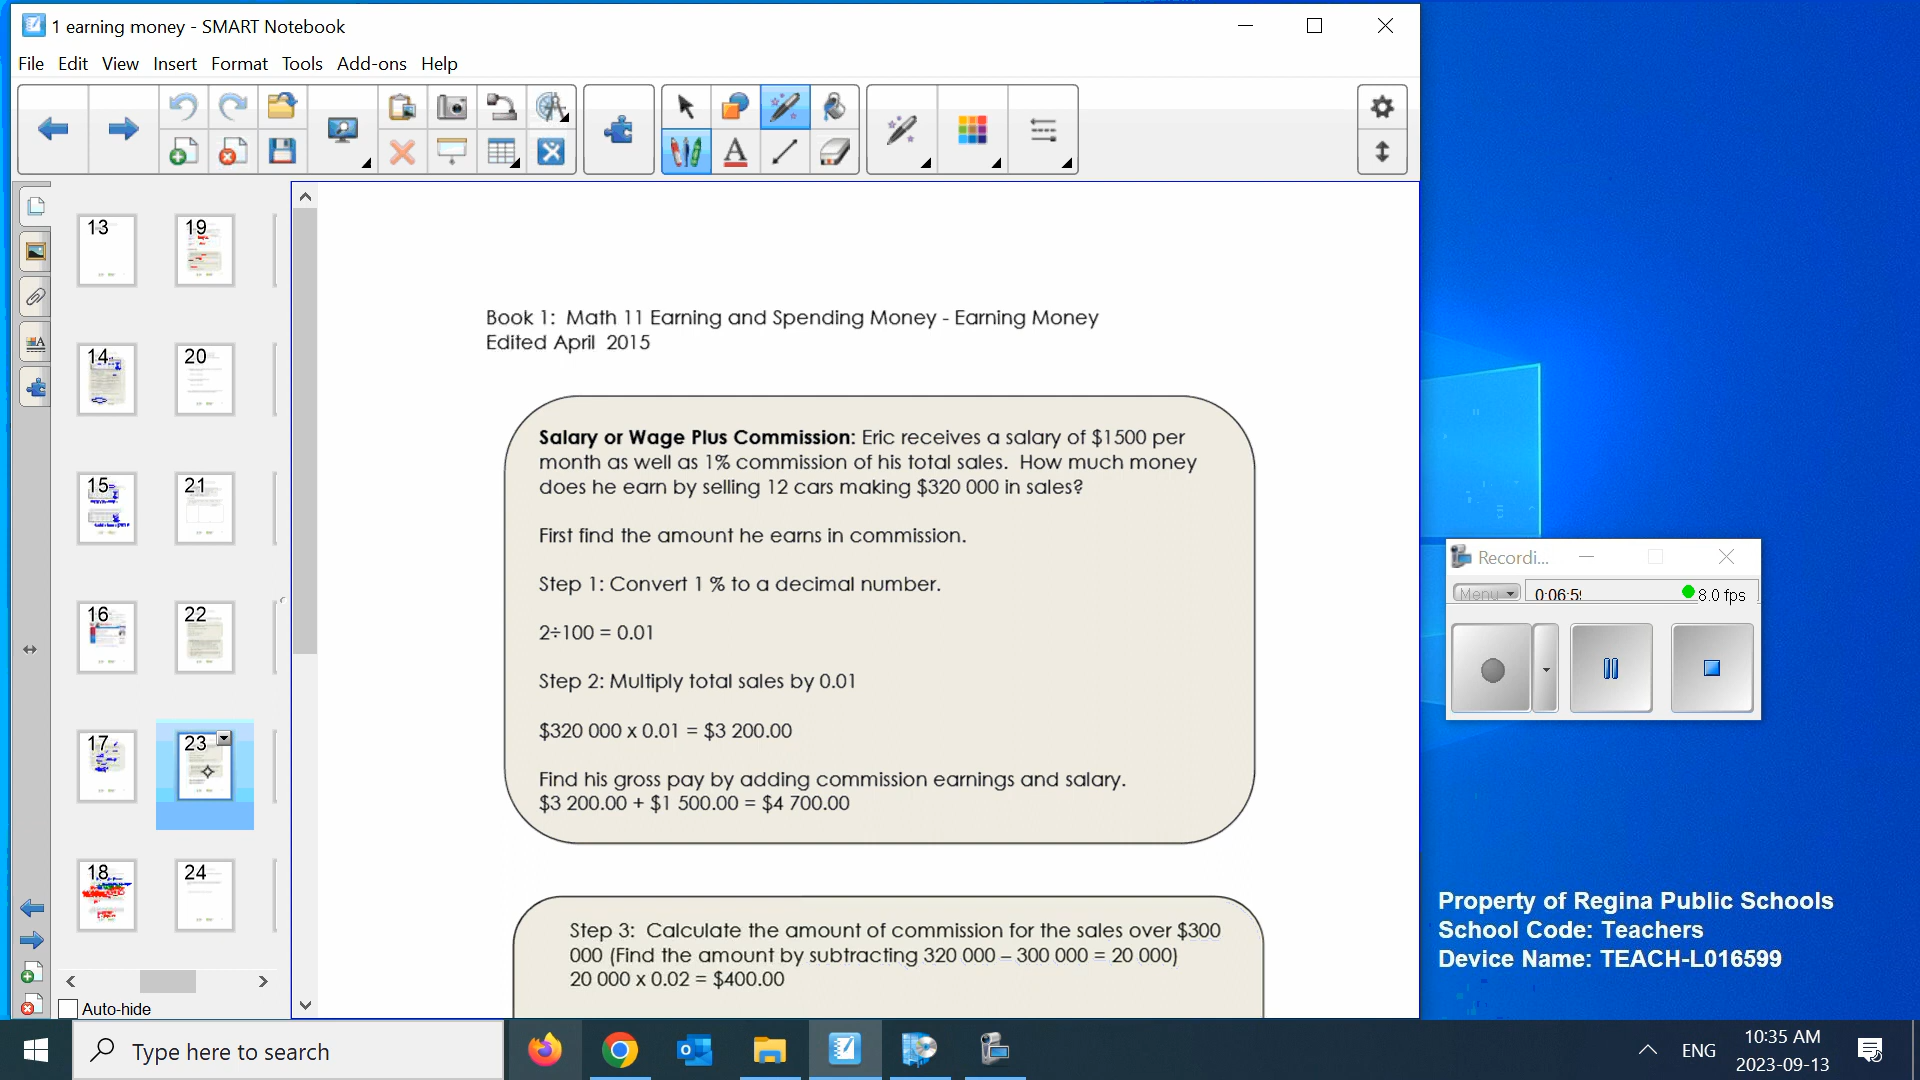 1 earning money - SMART Notebook
File Edit View Insert Format Tools Add-ons Help
13
19
14
20
15
21
16
22
17
23
18
24
Auto-hide
Book 1: Math 11 Earning and Spending Money - Earning Money
Edited April 2015
Salary or Wage Plus Commission: Eric receives a salary of $1500 per
month as well as 1% commission of his total sales. How much money
does he earn by selling 12 cars making $320 000 in sales?
First find the amount he earns in commission.
Step 1: Convert 1 % to a decimal number.
2÷100 = 0.01
Step 2: Multiply total sales by 0.01
$320 000 x 0.01 = $3 200.00
Find his gross pay by adding commission earnings and salary.
$3 200.00 + $1 500.00 = $4 700.00
Step 3: Calculate the amount of commission for the sales over $300
000 (Find the amount by subtracting 320 000 – 300 000 = 20 000)
20 000 x 0.02 = $400.00
Recordi...
Menu
8.0 fps
Property of Regina Public Schools
School Code: Teachers
Device Name: TEACH-L016599
Type here to search
ENG
10:35 AM
2023-09-13